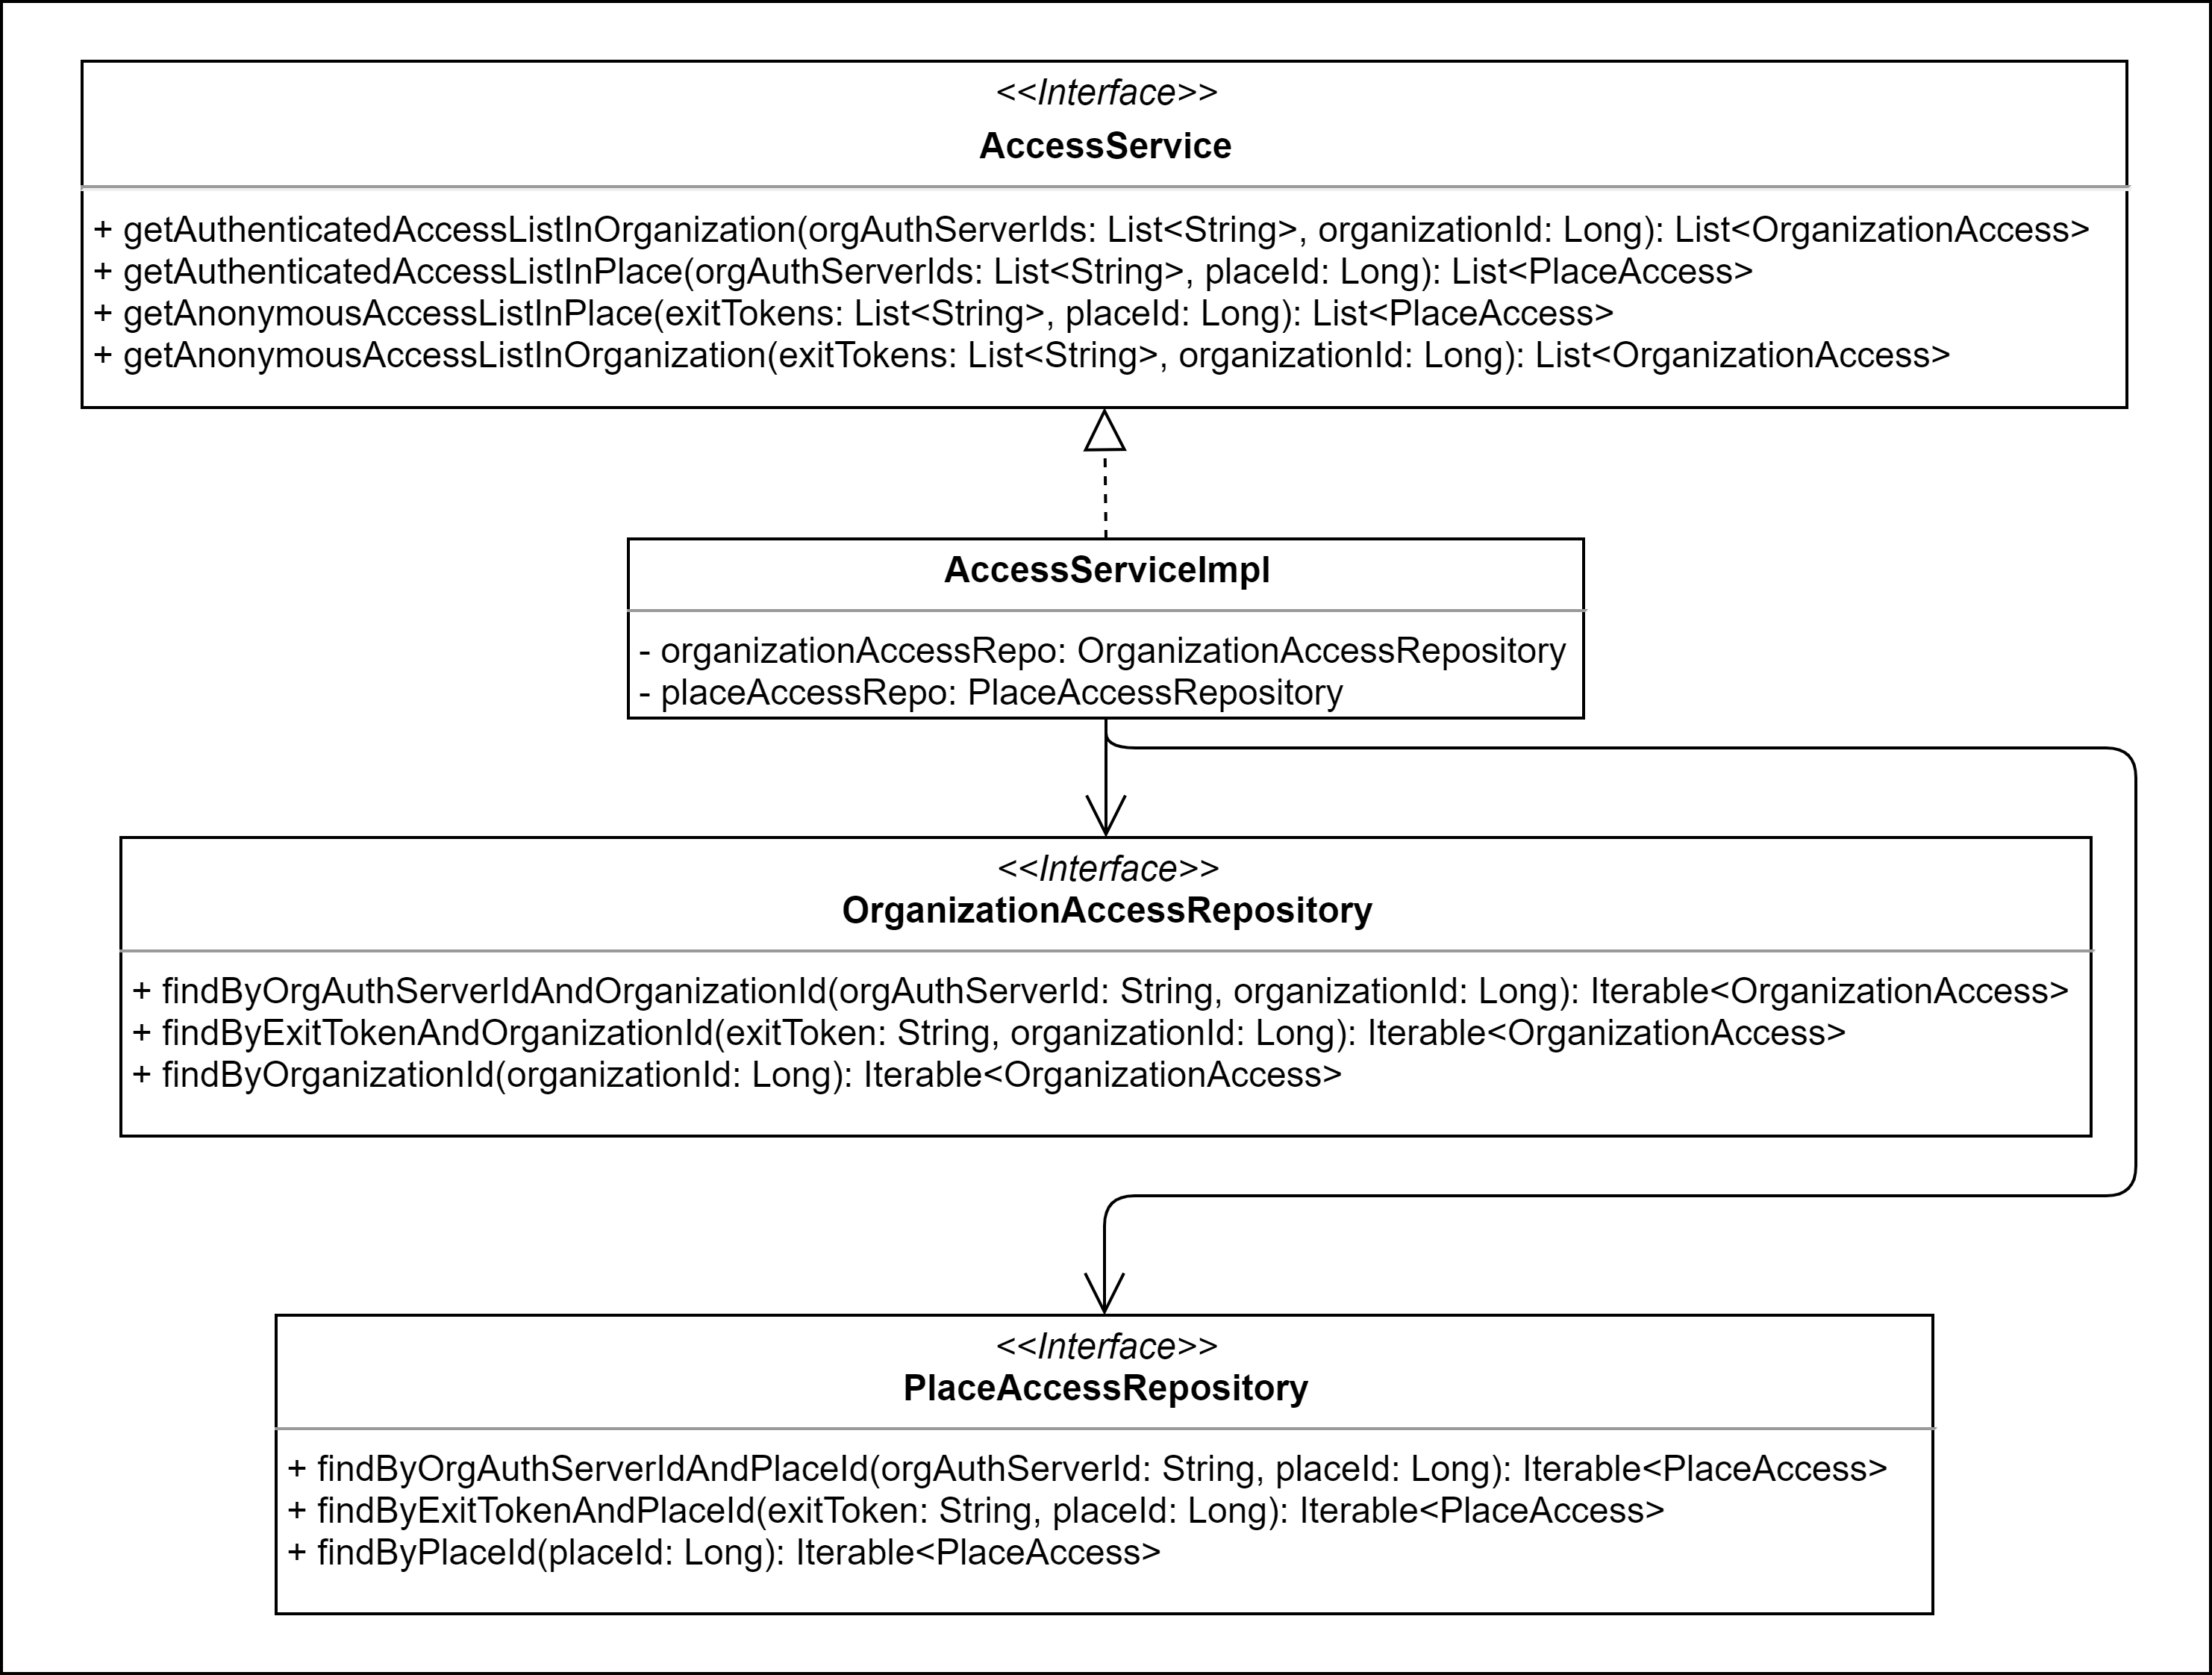 <<Interface>>
AccessService
+ getAuthenticatedAccessListInOrganization(orgAuthServerIds: List<String>, organizationId: Long): List<OrganizationAccess>
+ getAuthenticatedAccessListInPlace(orgAuthServerIds: List<String>, placeId: Long): List<PlaceAccess>
+ getAnonymousAccessListInPlace(exitTokens: List<String>, placeId: Long): List<PlaceAccess>
+ getAnonymousAccessListInOrganization(exitTokens: List<String>, organizationId: Long): List<OrganizationAccess>
AccessServiceImpl
- organizationAccessRepo: OrganizationAccessRepository
- placeAccessRepo: PlaceAccessRepository
<<Interface>>
OrganizationAccessRepository
+ findByOrgAuthServerIdAndOrganizationId(orgAuthServerId: String, organizationId: Long): Iterable<OrganizationAccess>
+ findByExitTokenAndOrganizationId(exitToken: String, organizationId: Long): Iterable<OrganizationAccess>
+ findByOrganizationId(organizationId: Long): Iterable<OrganizationAccess>
<<Interface>>
PlaceAccessRepository
+ findByOrgAuthServerIdAndPlaceId(orgAuthServerId: String, placeId: Long): Iterable<PlaceAccess>
+ findByExitTokenAndPlaceId(exitToken: String, placeId: Long): Iterable<PlaceAccess>
+ findByPlaceId(placeId: Long): Iterable<PlaceAccess>